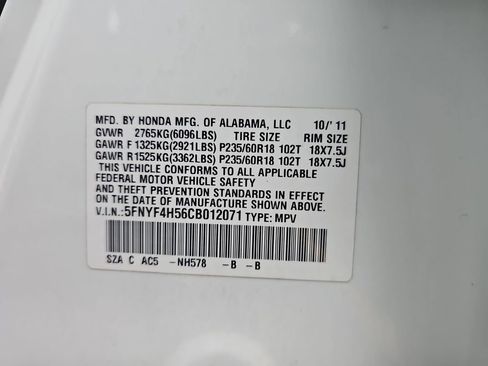 MFD. BY HONDA MFG. OF ALABAMA, LLC 10/'11
GVWR 2765KG(6096LBS) TIRE SIZE RIM SIZE
GAWR F 1325KG(2921LBS) P235/60R18 102T 18X7.5J
GAWR R1525KG(3362LBS) P235/60R18 102T 18X7.5J
THIS VEHICLE CONFORMS TO ALL APPLICABLE
FEDERAL MOTOR VEHICLE SAFETY
AND THEFT PREVENTION STANDARDS IN EFFECT
ON THE DATE OF MANUFACTURE SHOWN ABOVE.
V.I.N.:5FNYF4H56CB012071 TYPE: MPV
SZA C AC5 -NH578 -B -B